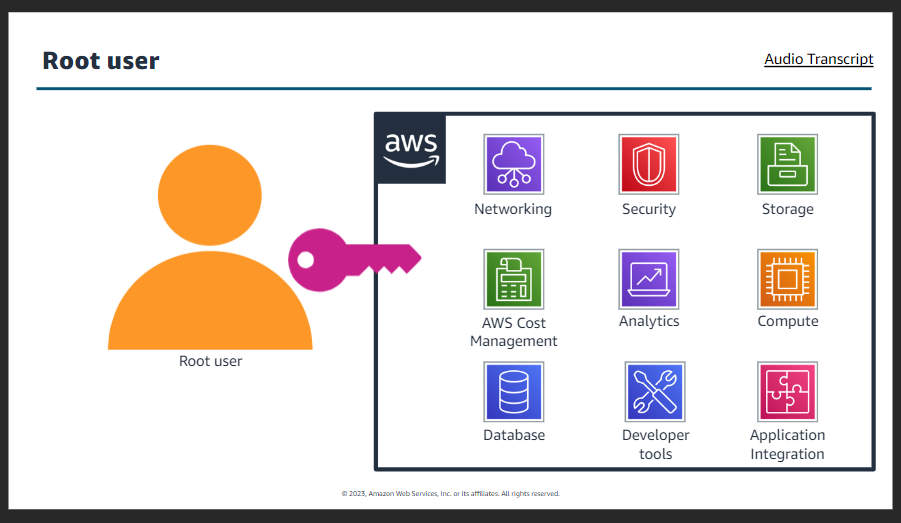 Root user
Audio Transcript
aws
Networking
Security
Storage
AWS Cost
Management
Analytics
Compute
Root user
Database
Developer
tools
Application
Integration
© 2023, Amazon Web Services, Inc. or its affiliates. All rights reserved.